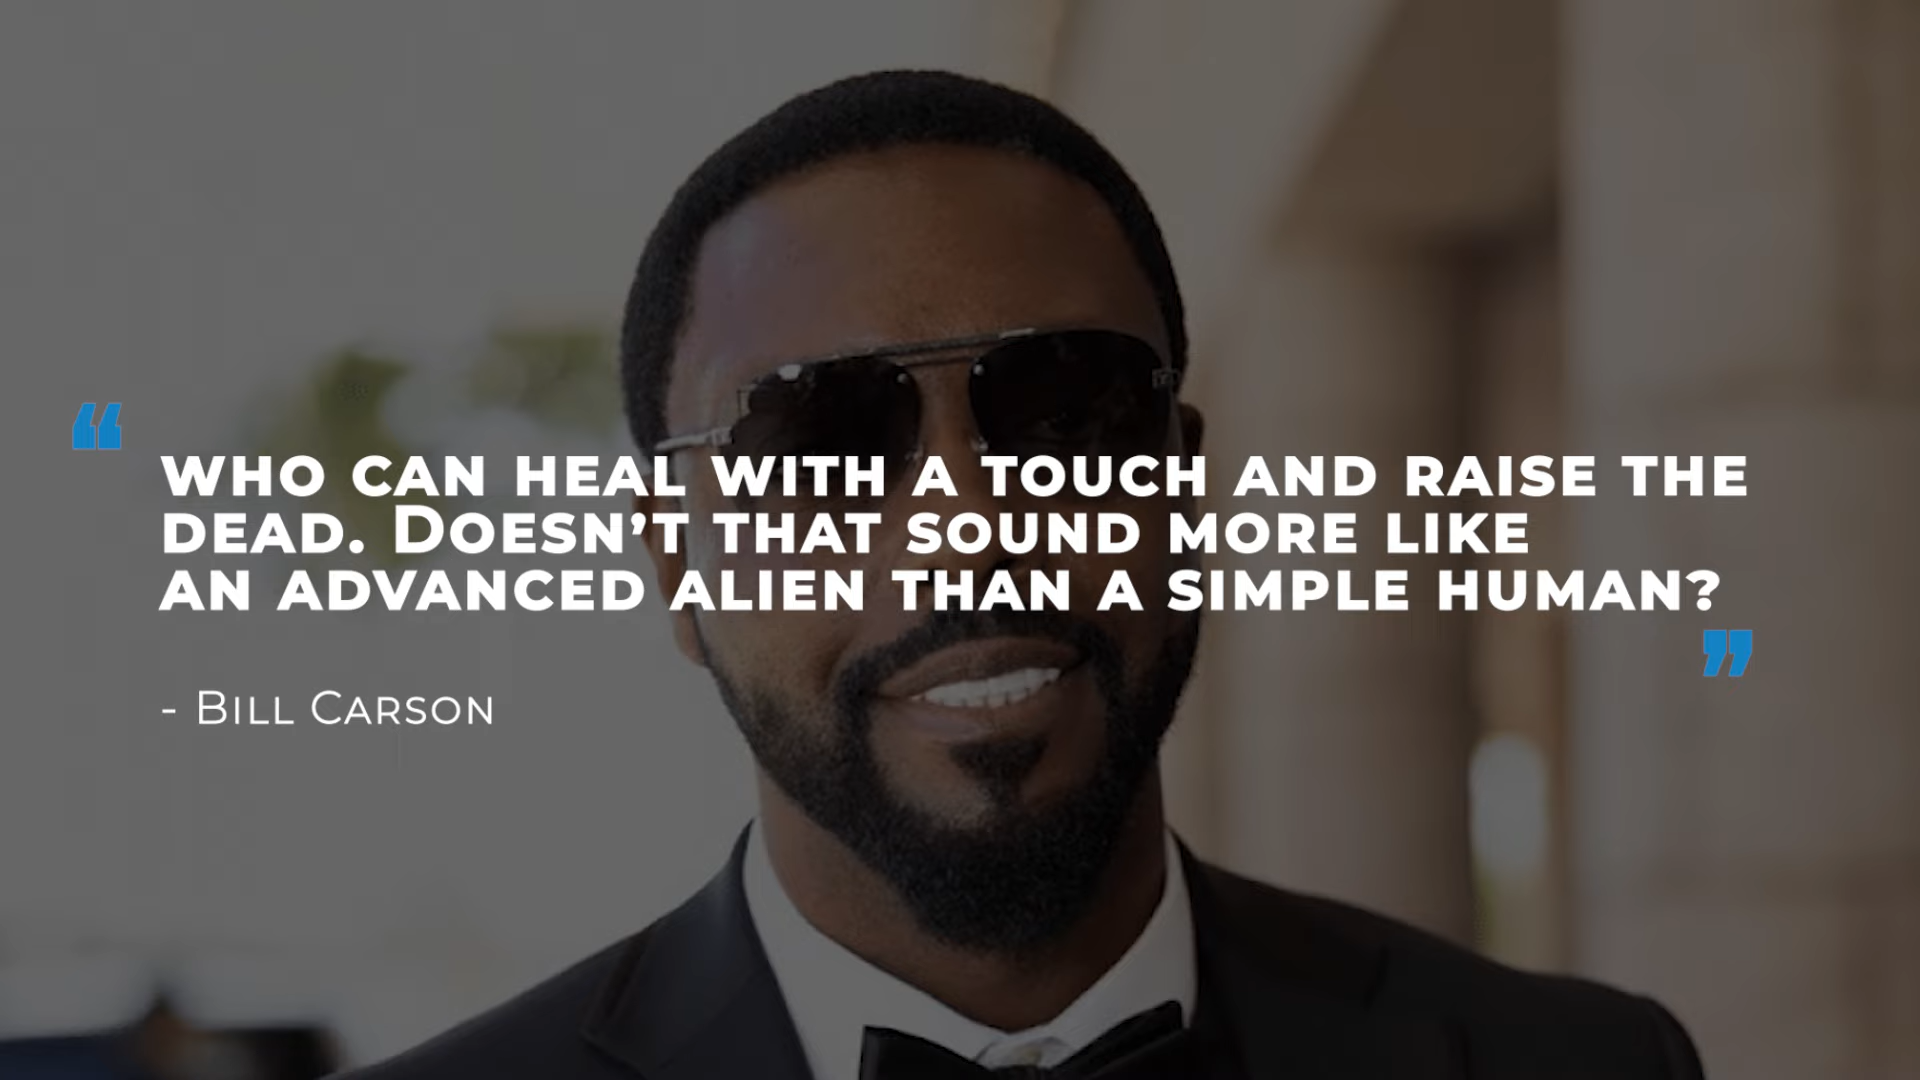 “
WHO CAN HEAL WITH A TOUCH AND RAISE THE
DEAD. DOESN’T THAT SOUND MORE LIKE
AN ADVANCED ALIEN THAN A SIMPLE HUMAN?
”
- BILL CARSON